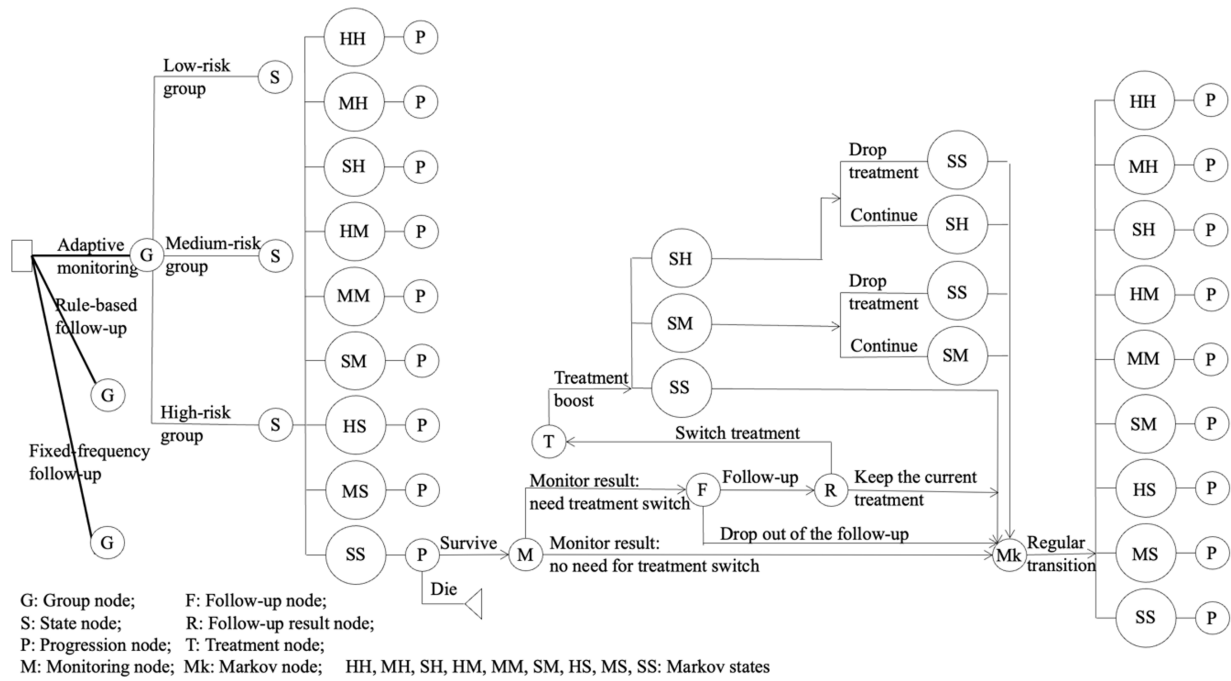 HH P
Low-risk
group
S
MH P
SH P
HM P
MM P
SM P
HS P
MS P
SS P
Adaptive
monitoring
G
Medium-risk
group
S
Rule-based
follow-up
G
High-risk
group
S
Fixed-frequency
follow-up
G
Survive
Die
M
Monitor result:
need treatment switch
F
Follow-up
R
Keep the current
treatment
Drop out of the follow-up
Monitor result:
no need for treatment switch
Switch treatment
T
Treatment
boost
SH
SM
SS
Drop
treatment
SS
Continue
SH
Drop
treatment
SS
Continue
SM
Mk
Regular
transition
HH P
MH P
SH P
HM P
MM P
SM P
HS P
MS P
SS P
G: Group node; F: Follow-up node;
S: State node; R: Follow-up result node;
P: Progression node; T: Treatment node;
M: Monitoring node; Mk: Markov node; HH, MH, SH, HM, MM, SM, HS, MS, SS: Markov states